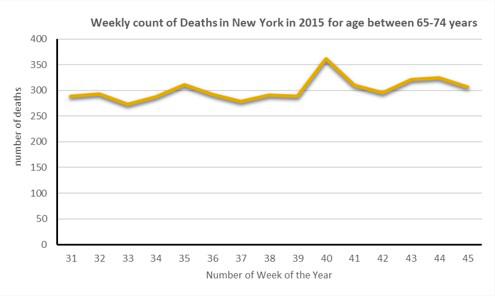 Weekly count of Deaths in New York in 2015 for age between 65-74 years
400
350
300
250
200
150
100
50
0
number of deaths
31 32 33 34 35 36 37 38 39 40 41 42 43 44 45
Number of Week of the Year